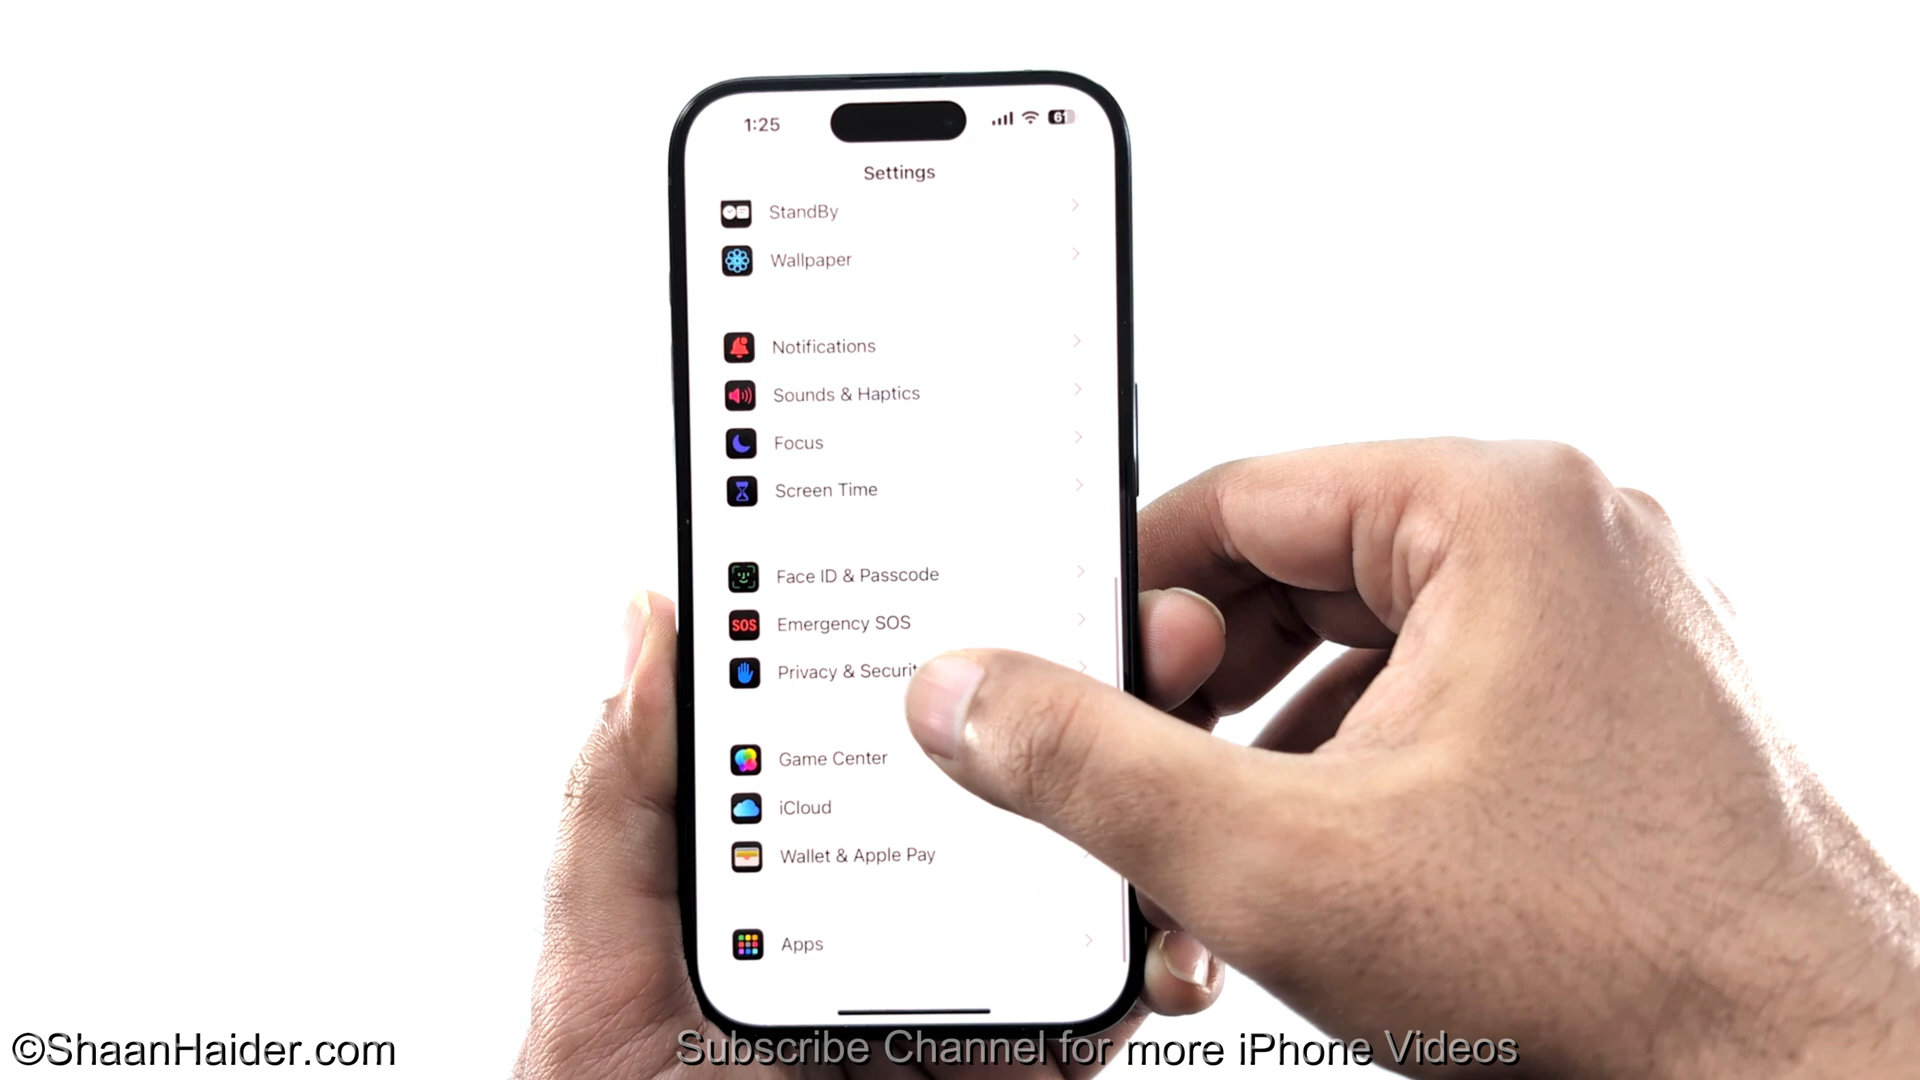 1:25
61
Settings
StandBy
Wallpaper
Notifications
Sounds & Haptics
Focus
Screen Time
Face ID & Passcode
SOS Emergency SOS
Privacy & Securit
Game Center
iCloud
Wallet & Apple Pay
Apps
©ShaanHaider.com
Subscribe Channel for more iPhone Videos